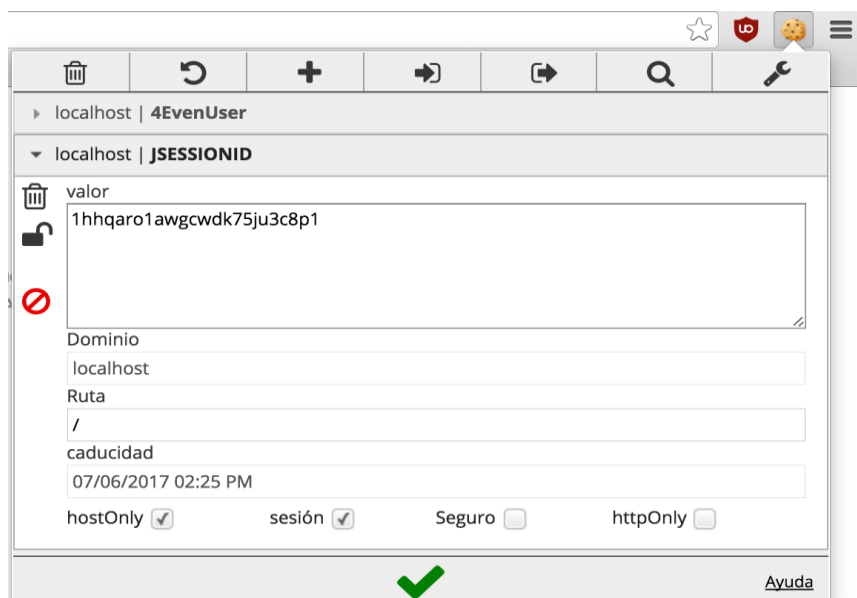 localhost | 4EvenUser
localhost | JSESSIONID
valor
1hhqaro1awgcwdk75ju3c8p1
Dominio
localhost
Ruta
/
caducidad
07/06/2017 02:25 PM
hostOnly sesión Seguro httpOnly
Ayuda